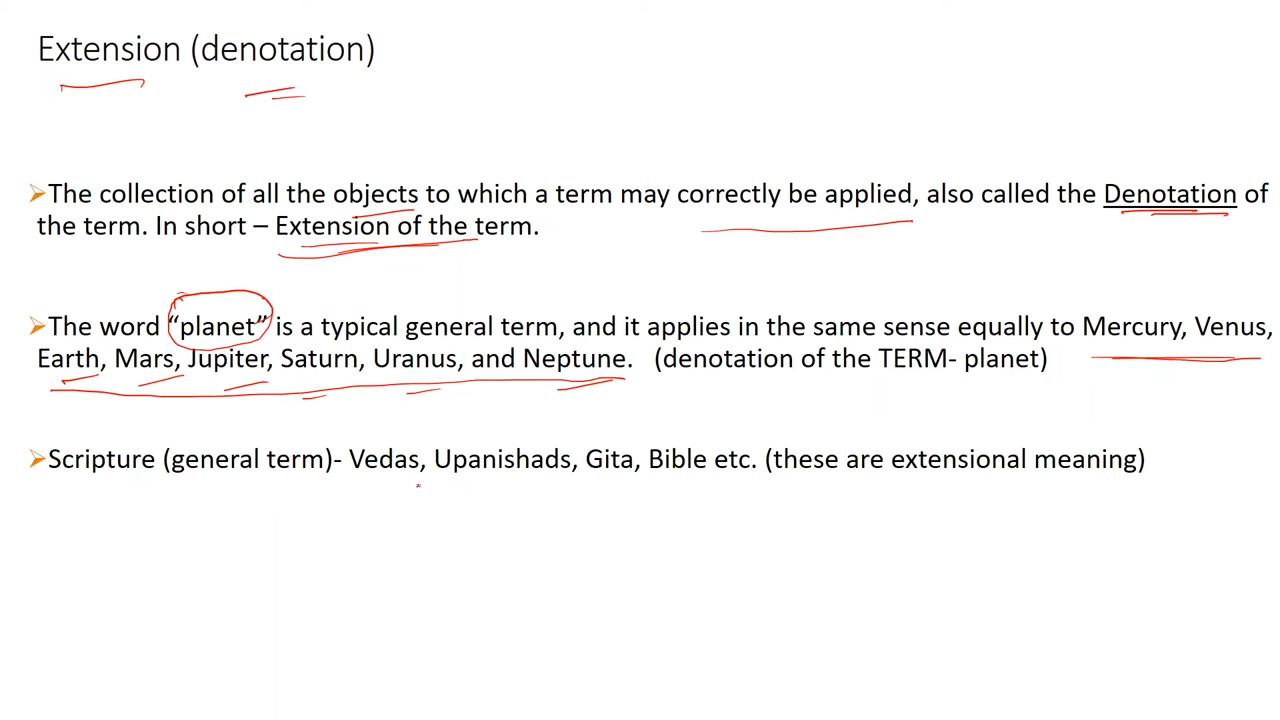 Extension (denotation)
➢The collection of all the objects to which a term may correctly be applied, also called the Denotation of
the term. In short – Extension of the term.
➢The word “planet” is a typical general term, and it applies in the same sense equally to Mercury, Venus,
Earth, Mars, Jupiter, Saturn, Uranus, and Neptune. (denotation of the TERM- planet)
➢Scripture (general term)- Vedas, Upanishads, Gita, Bible etc. (these are extensional meaning)